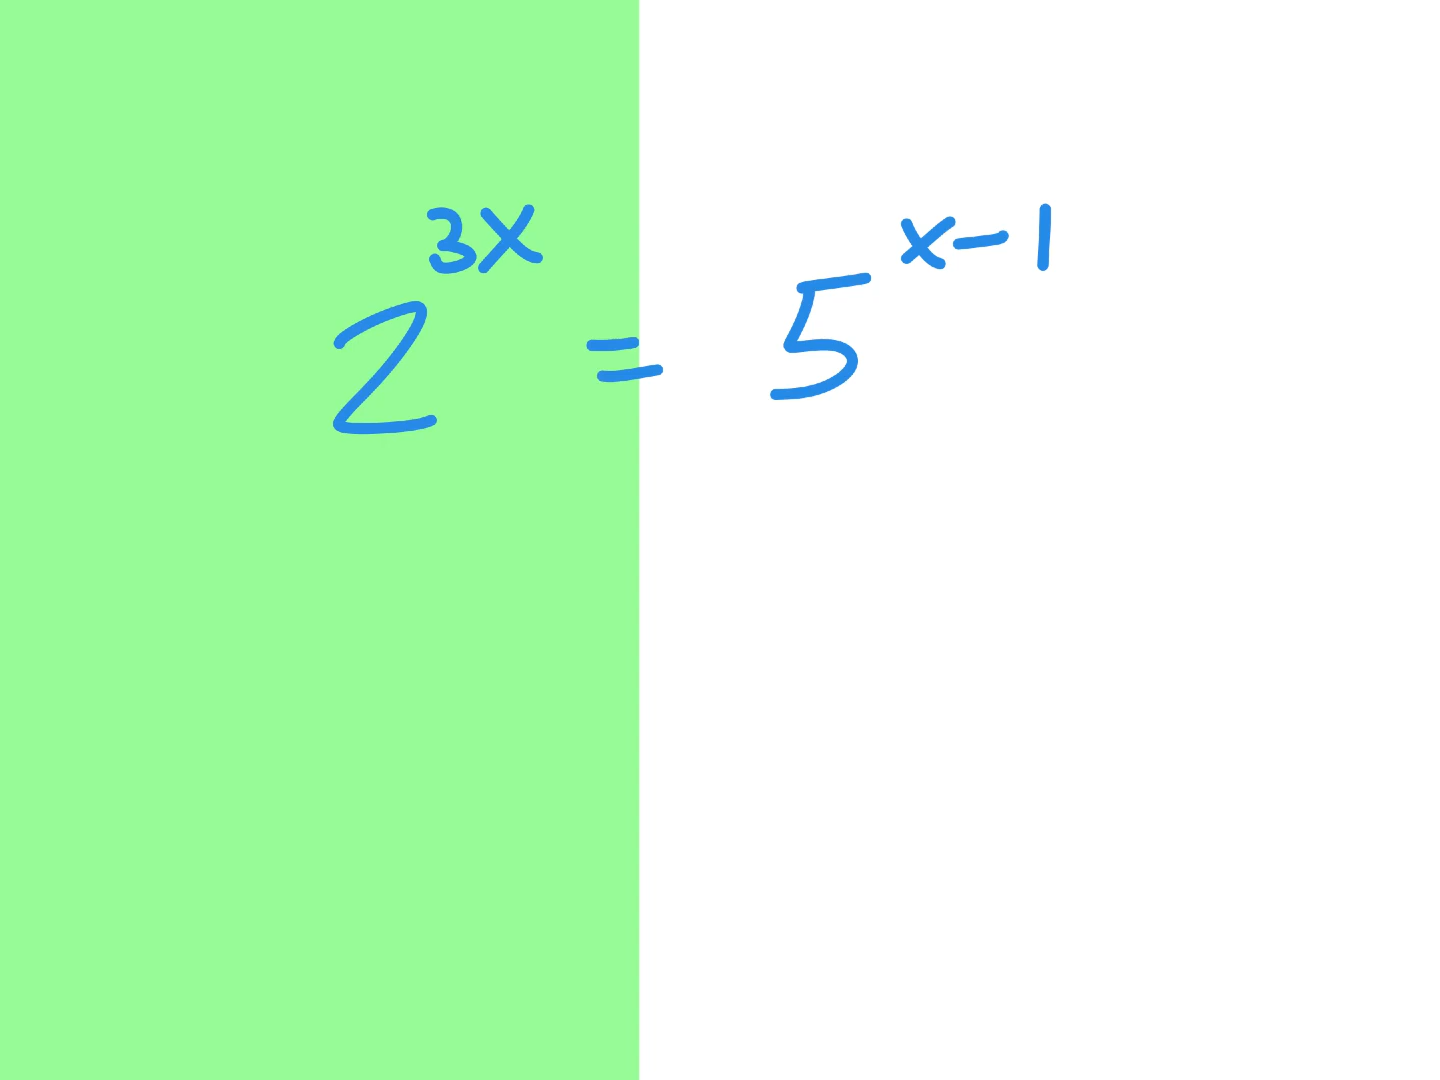 2^{3x} = 5^{x-1}